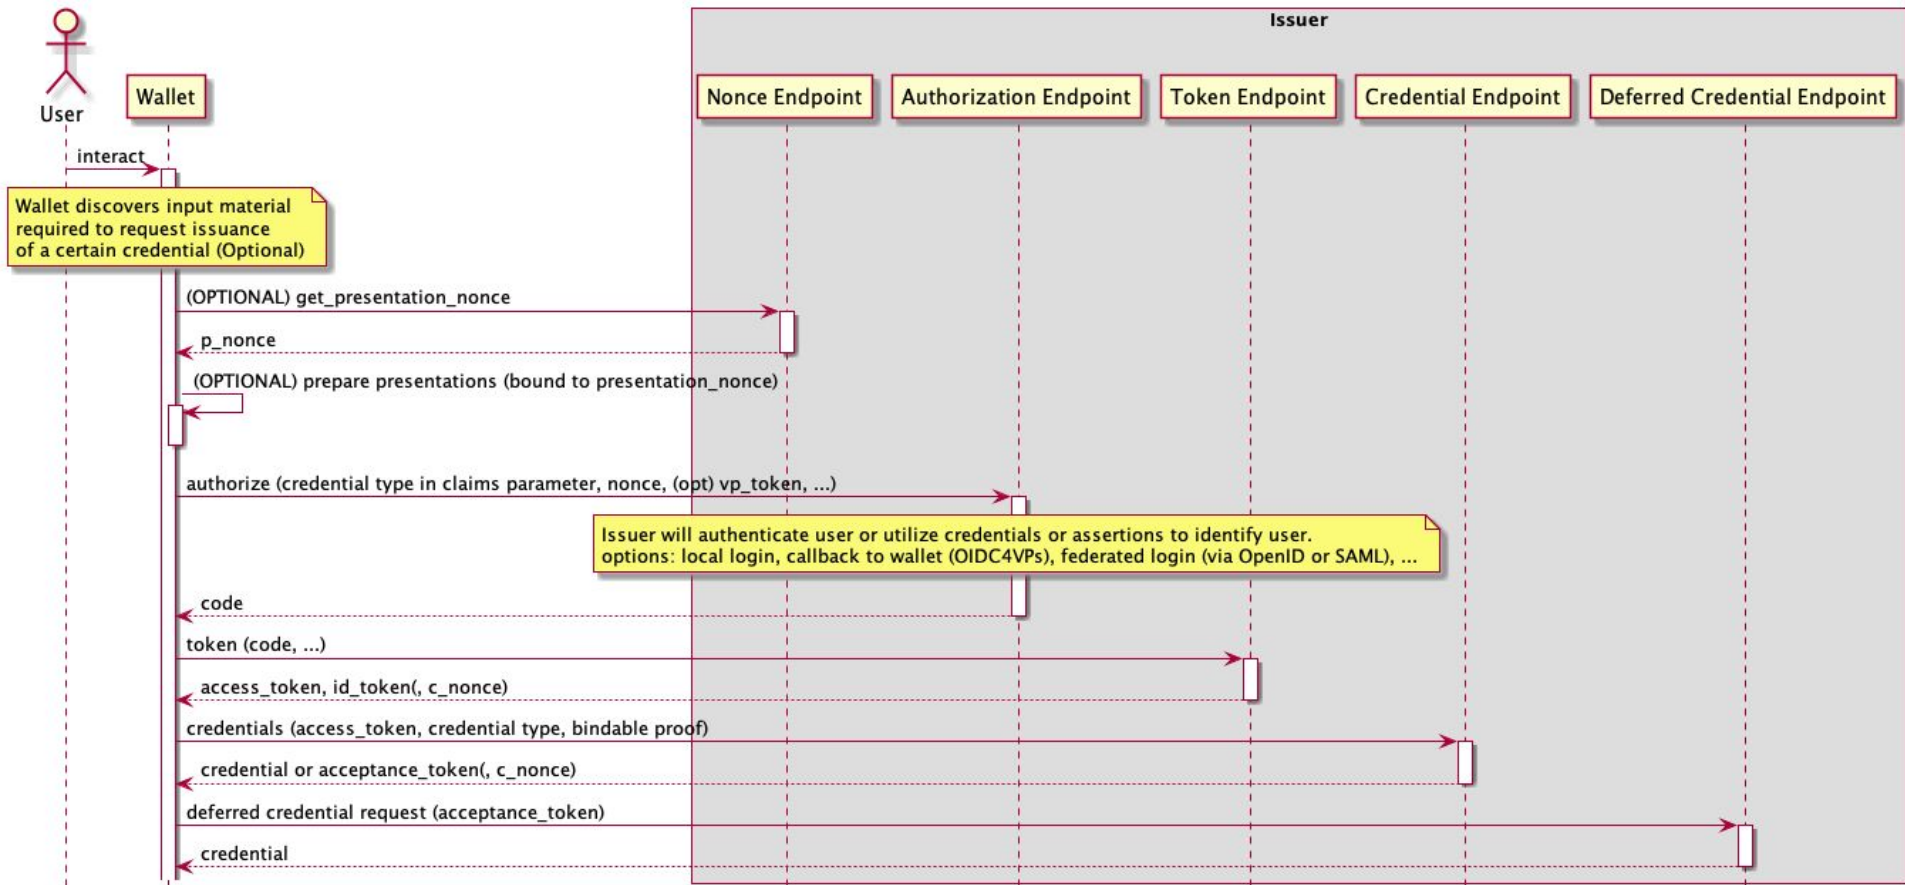 Issuer
User
Wallet
Nonce Endpoint
Authorization Endpoint
Token Endpoint
Credential Endpoint
Deferred Credential Endpoint
interact
Wallet discovers input material
required to request issuance
of a certain credential (Optional)
(OPTIONAL) get_presentation_nonce
p_nonce
(OPTIONAL) prepare presentations (bound to presentation_nonce)
authorize (credential type in claims parameter, nonce, (opt) vp_token, ...)
Issuer will authenticate user or utilize credentials or assertions to identify user.
options: local login, callback to wallet (OIDC4VPs), federated login (via OpenID or SAML), ...
code
token (code, ...)
access_token, id_token(, c_nonce)
credentials (access_token, credential type, bindable proof)
credential or acceptance_token(, c_nonce)
deferred credential request (acceptance_token)
credential